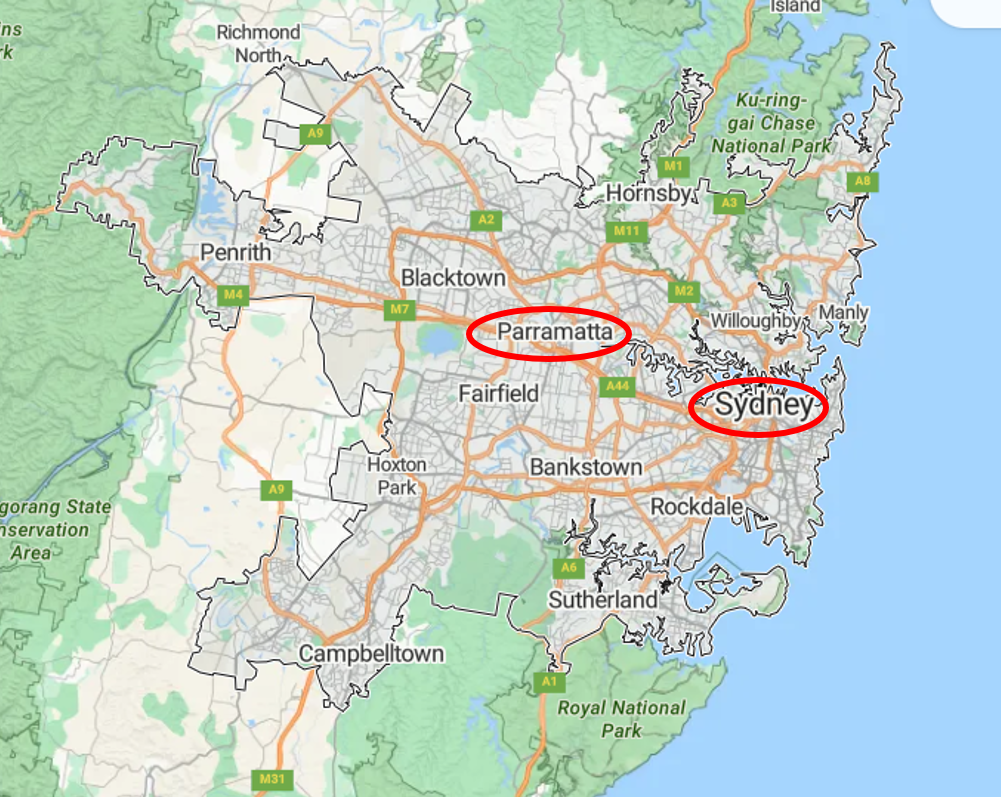 Island
Richmond
North
ins
rk
Ku-ring-
gai Chase
National Park
A9
M1
Hornsby
A8
A3
A2
M11
Penrith
Blacktown
M4
M7
M2
Willoughby
Manly
Parramatta
A44
Fairfield
Sydney
Hoxton
Park
Bankstown
A9
Rockdale
gorang State
nservation
Area
A6
Sutherland
Campbelltown
A1
Royal National
Park
M31